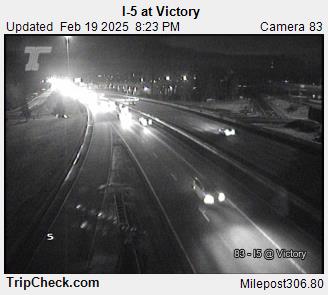 I-5 at Victory
Updated  Feb 19 2025  8:23 PM
Camera 83
S
83 - I5 @ Victory
TripCheck.com
Milepost306.80